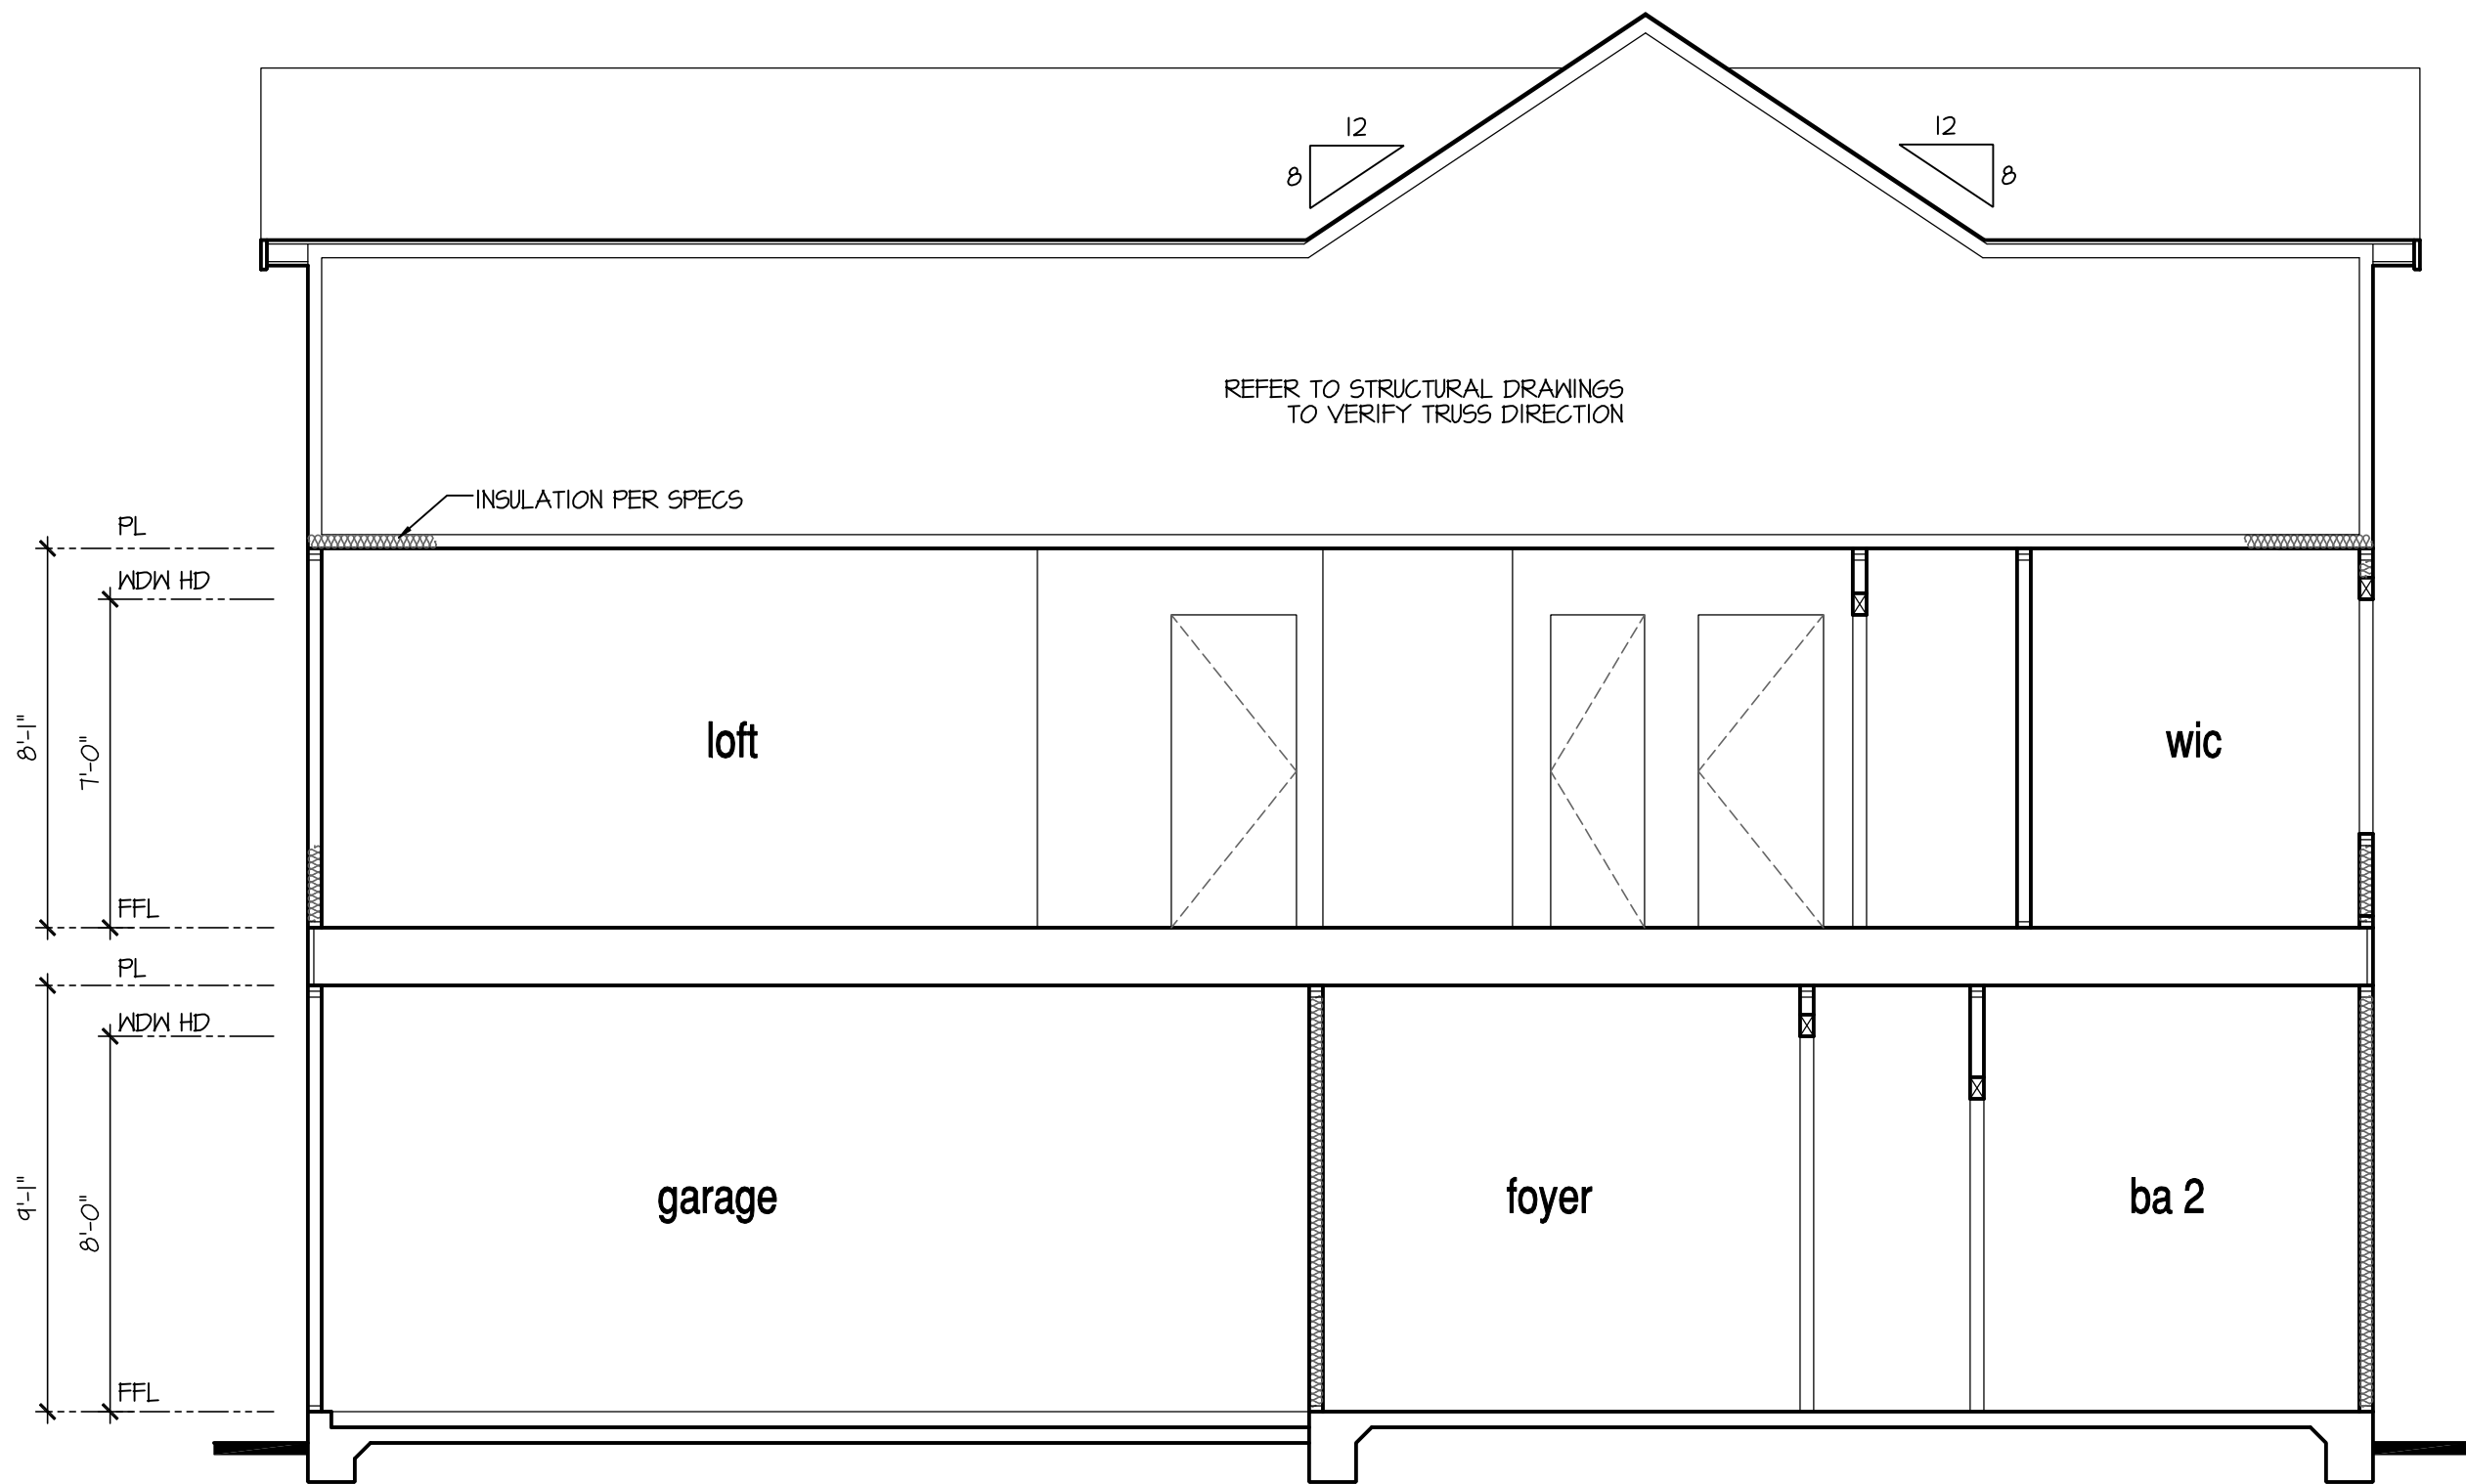 12
12
8
8
REFER TO STRUCTURAL DRAWINGS
TO VERIFY TRUSS DIRECTION
INSULATION PER SPECS
PL
WDW HD
8'-1"
7'-0"
loft
wic
FFL
PL
WDW HD
9'-1"
8'-0"
garage
foyer
ba 2
FFL